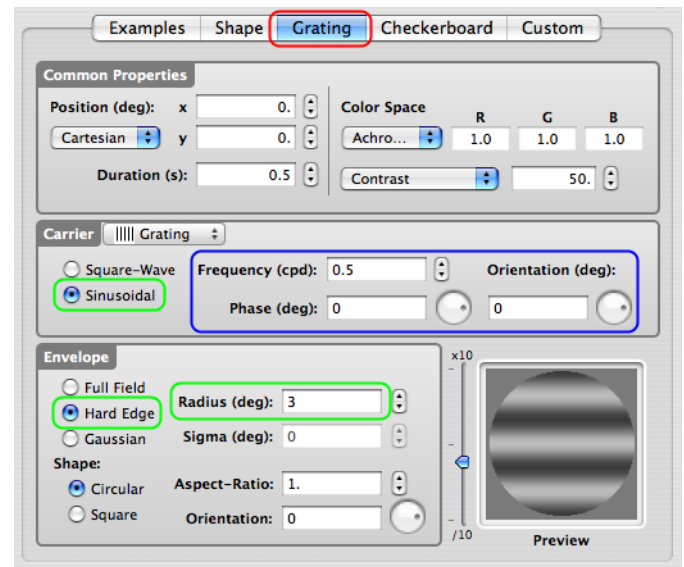 Examples Shape Grating Checkerboard Custom
Common Properties
Position (deg): x 0. Color Space R G B
Cartesian y 0. Achro... 1.0 1.0 1.0
Duration (s): 0.5 Contrast 50.
Carrier Grating
Square-Wave Frequency (cpd): 0.5 Orientation (deg):
Sinusoidal Phase (deg): 0 0
Envelope x10
Full Field
Hard Edge Radius (deg): 3
Gaussian Sigma (deg): 0
Shape:
Circular Aspect-Ratio: 1.
Square Orientation: 0
/10 Preview